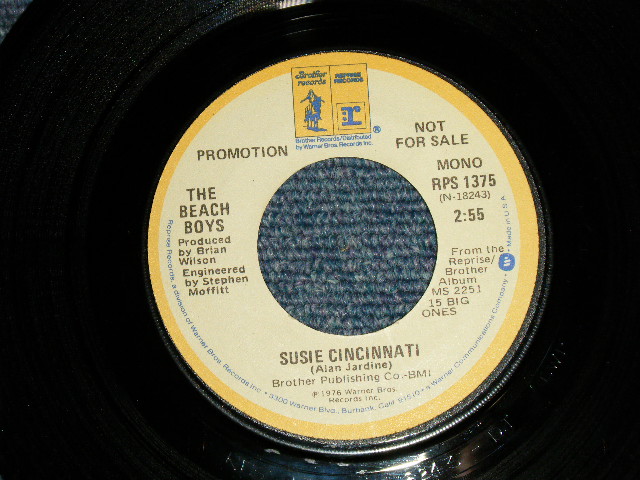 Brother
records
REPRISE
RECORDS
r
Brother Records/Distributed
by Warner Bros. Records Inc.
®
PROMOTION
NOT
FOR SALE
THE
BEACH
BOYS
Produced
by Brian
Wilson
Engineered
by Stephen
Moffitt
MONO
RPS 1375
(N-18243)
2:55
From the
Reprise/
Brother
Album
MS 2251
15 BIG
ONES
SUSIE CINCINNATI
(Alan Jardine)
Brother Publishing Co.-BMI
℗ 1976 Warner Bros.
Records Inc.
Reprise Records, a division of Warner Bros. Records Inc. • 3300 Warner Blvd., Burbank, Calif. 91510 • a Warner Communications Company • Made in U.S.A.